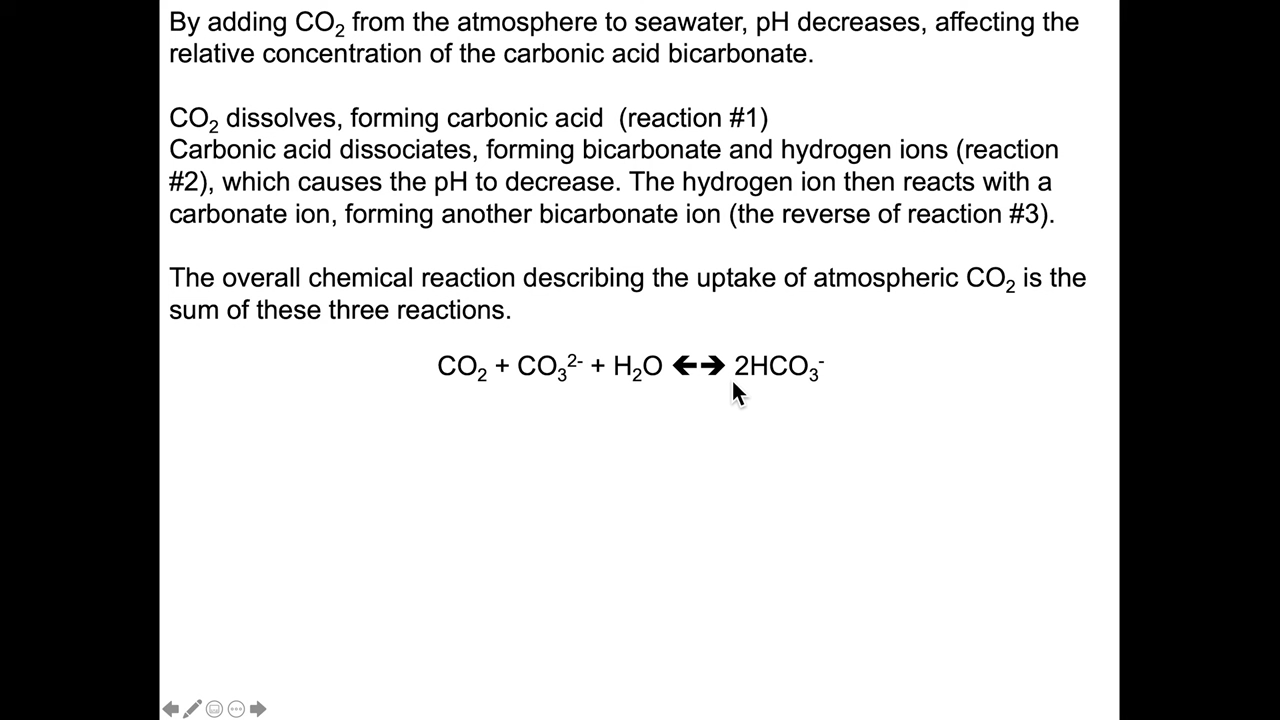 By adding CO₂ from the atmosphere to seawater, pH decreases, affecting the
relative concentration of the carbonic acid bicarbonate.
CO₂ dissolves, forming carbonic acid  (reaction #1)
Carbonic acid dissociates, forming bicarbonate and hydrogen ions (reaction
#2), which causes the pH to decrease. The hydrogen ion then reacts with a
carbonate ion, forming another bicarbonate ion (the reverse of reaction #3).
The overall chemical reaction describing the uptake of atmospheric CO₂ is the
sum of these three reactions.
CO₂ + CO₃²⁻ + H₂O 🡨🡪 2HCO₃⁻